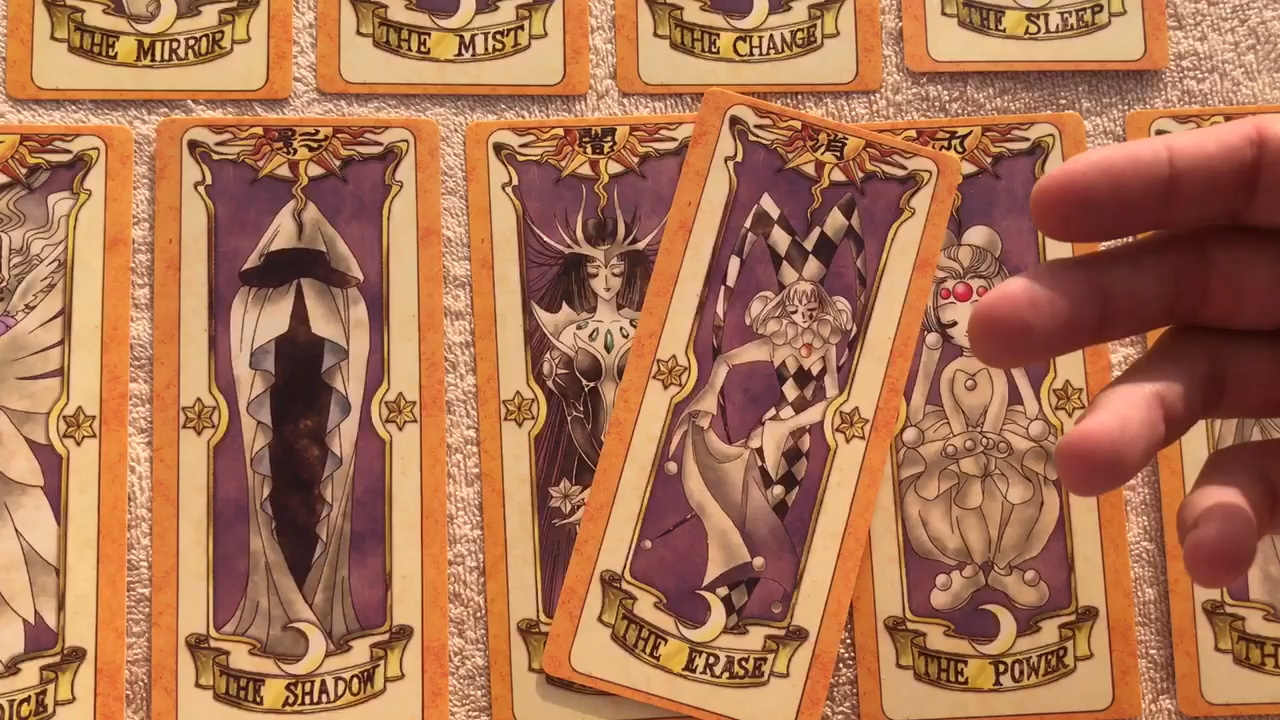 THE MIRROR
THE MIST
THE CHANGE
THE SLEEP
影
闇
消
THE SHADOW
THE ERASE
THE POWER